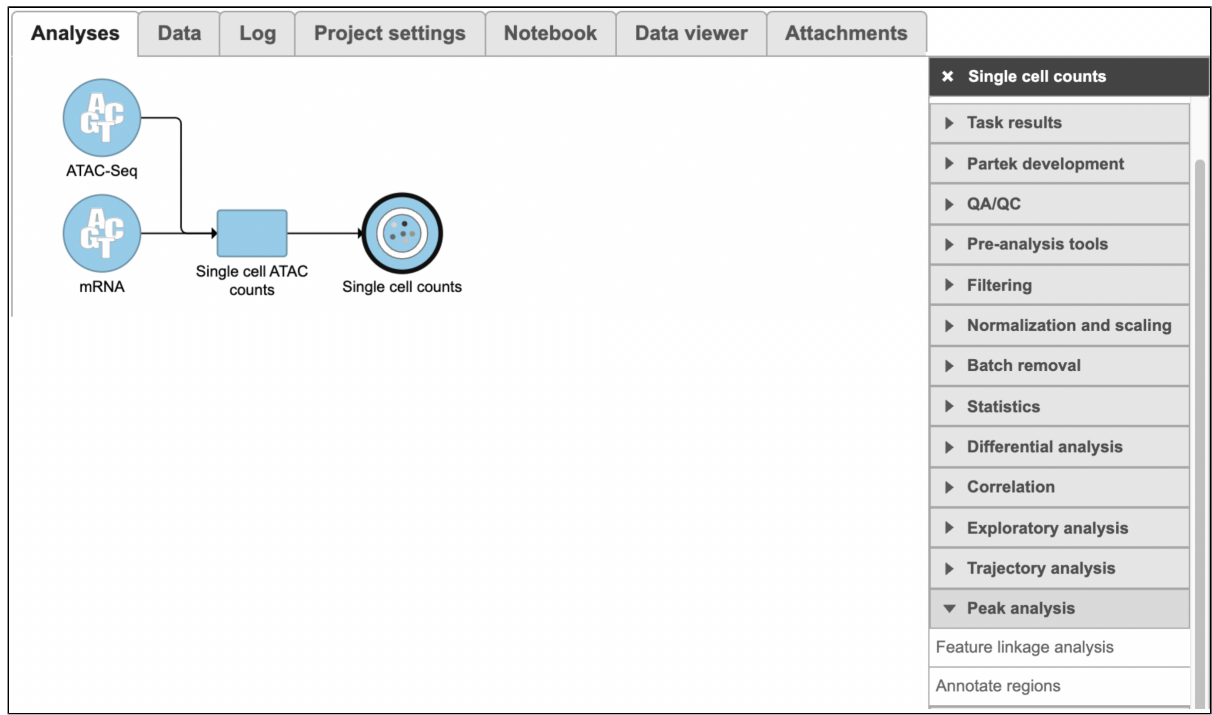 Analyses Data Log Project settings Notebook Data viewer Attachments
ACGT
ATAC-Seq
ACGT
mRNA
Single cell ATAC
counts
Single cell counts
Single cell counts
Task results
Partek development
QA/QC
Pre-analysis tools
Filtering
Normalization and scaling
Batch removal
Statistics
Differential analysis
Correlation
Exploratory analysis
Trajectory analysis
Peak analysis
Feature linkage analysis
Annotate regions